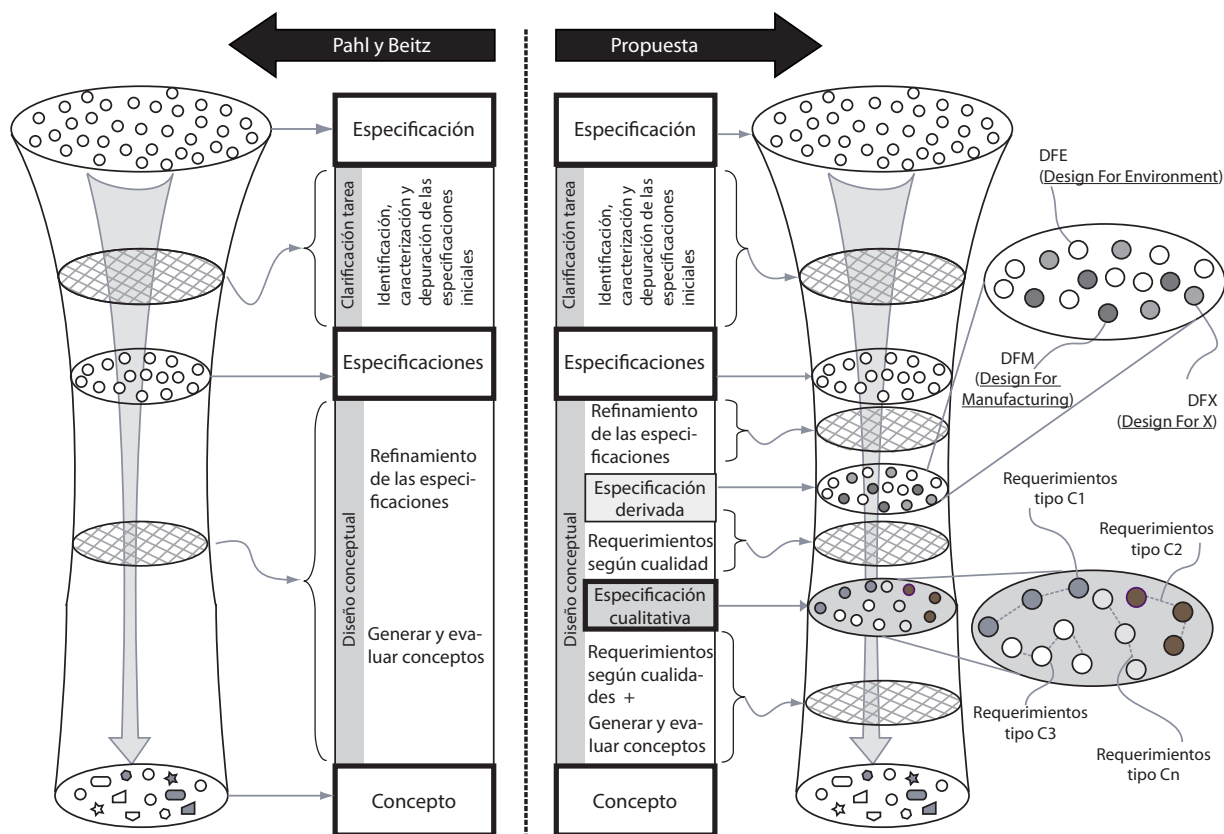 Pahl y Beitz
Propuesta
Especificación
Clarificación tarea
Identificación,
caracterización y
depuración de las
especificaciones
iniciales
Especificaciones
Diseño conceptual
Refinamiento
de las especi-
ficaciones
Generar y eva-
luar conceptos
Concepto
Especificación
Clarificación tarea
Identificación,
caracterización y
depuración de las
especificaciones
iniciales
Especificaciones
Diseño conceptual
Refinamiento
de las especi-
ficaciones
Especificación
derivada
Requerimientos
según cualidad
Especificación
cualitativa
Requerimientos
según cualida-
des +
Generar y eva-
luar conceptos
Concepto
DFE
(Design For Environment)
DFM
(Design For
Manufacturing)
DFX
(Design For X)
Requerimientos
tipo C1
Requerimientos
tipo C2
Requerimientos
tipo C3
Requerimientos
tipo Cn